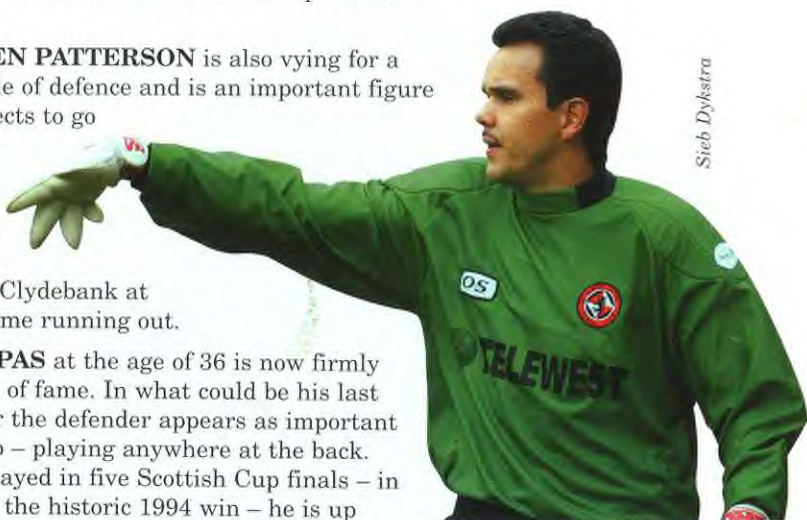 EN PATTERSON is also vying for a
le of defence and is an important figure
ects to go
Clydebank at
me running out.
PAS at the age of 36 is now firmly
of fame. In what could be his last
r the defender appears as important
– playing anywhere at the back.
ayed in five Scottish Cup finals – in
the historic 1994 win – he is up
Sieb Dykstra
OS
TELEWEST